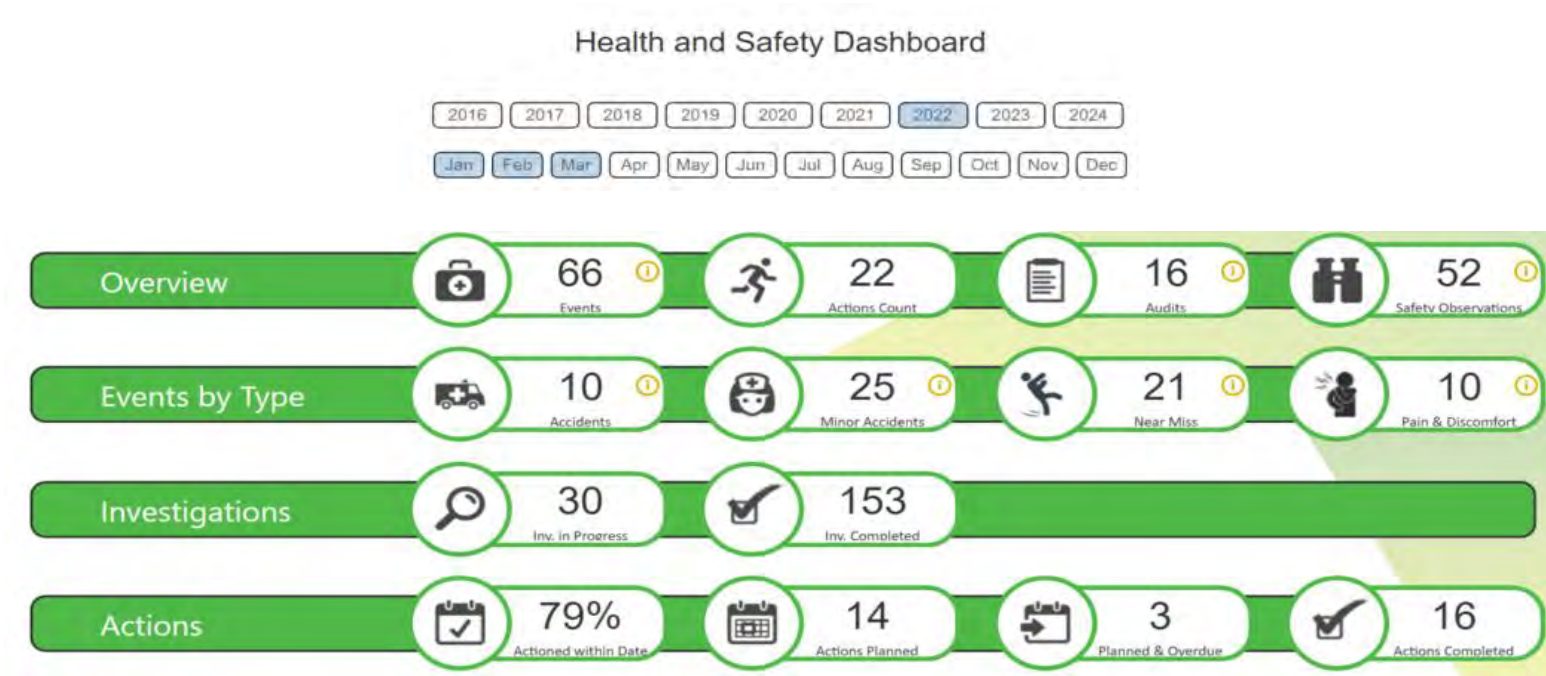 Health and Safety Dashboard
2016 2017 2018 2019 2020 2021 2022 2023 2024
Jan Feb Mar Apr May Jun Jul Aug Sep Oct Nov Dec
Overview
66
Events
22
Actions Count
16
Audits
52
Safety Observations
Events by Type
10
Accidents
25
Minor Accidents
21
Near Miss
10
Pain & Discomfort
Investigations
30
Inv. in Progress
153
Inv. Completed
Actions
79%
Actioned within Date
14
Actions Planned
3
Planned & Overdue
16
Actions Completed